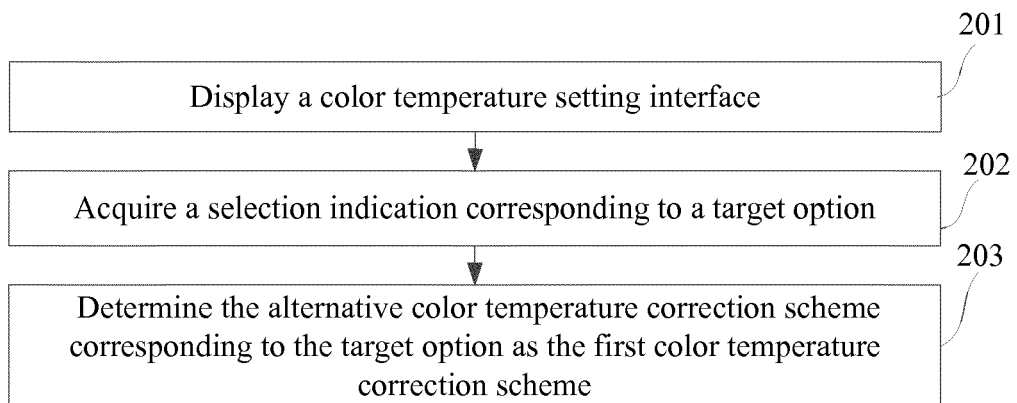 201
Display a color temperature setting interface
202
Acquire a selection indication corresponding to a target option
203
Determine the alternative color temperature correction scheme
corresponding to the target option as the first color temperature
correction scheme